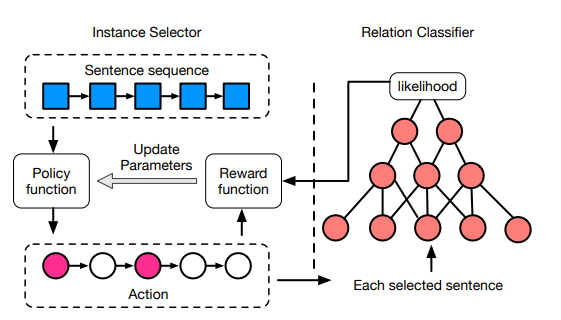 Instance Selector
Relation Classifier
Sentence sequence
likelihood
Update
Parameters
Policy
function
Reward
function
Action
Each selected sentence